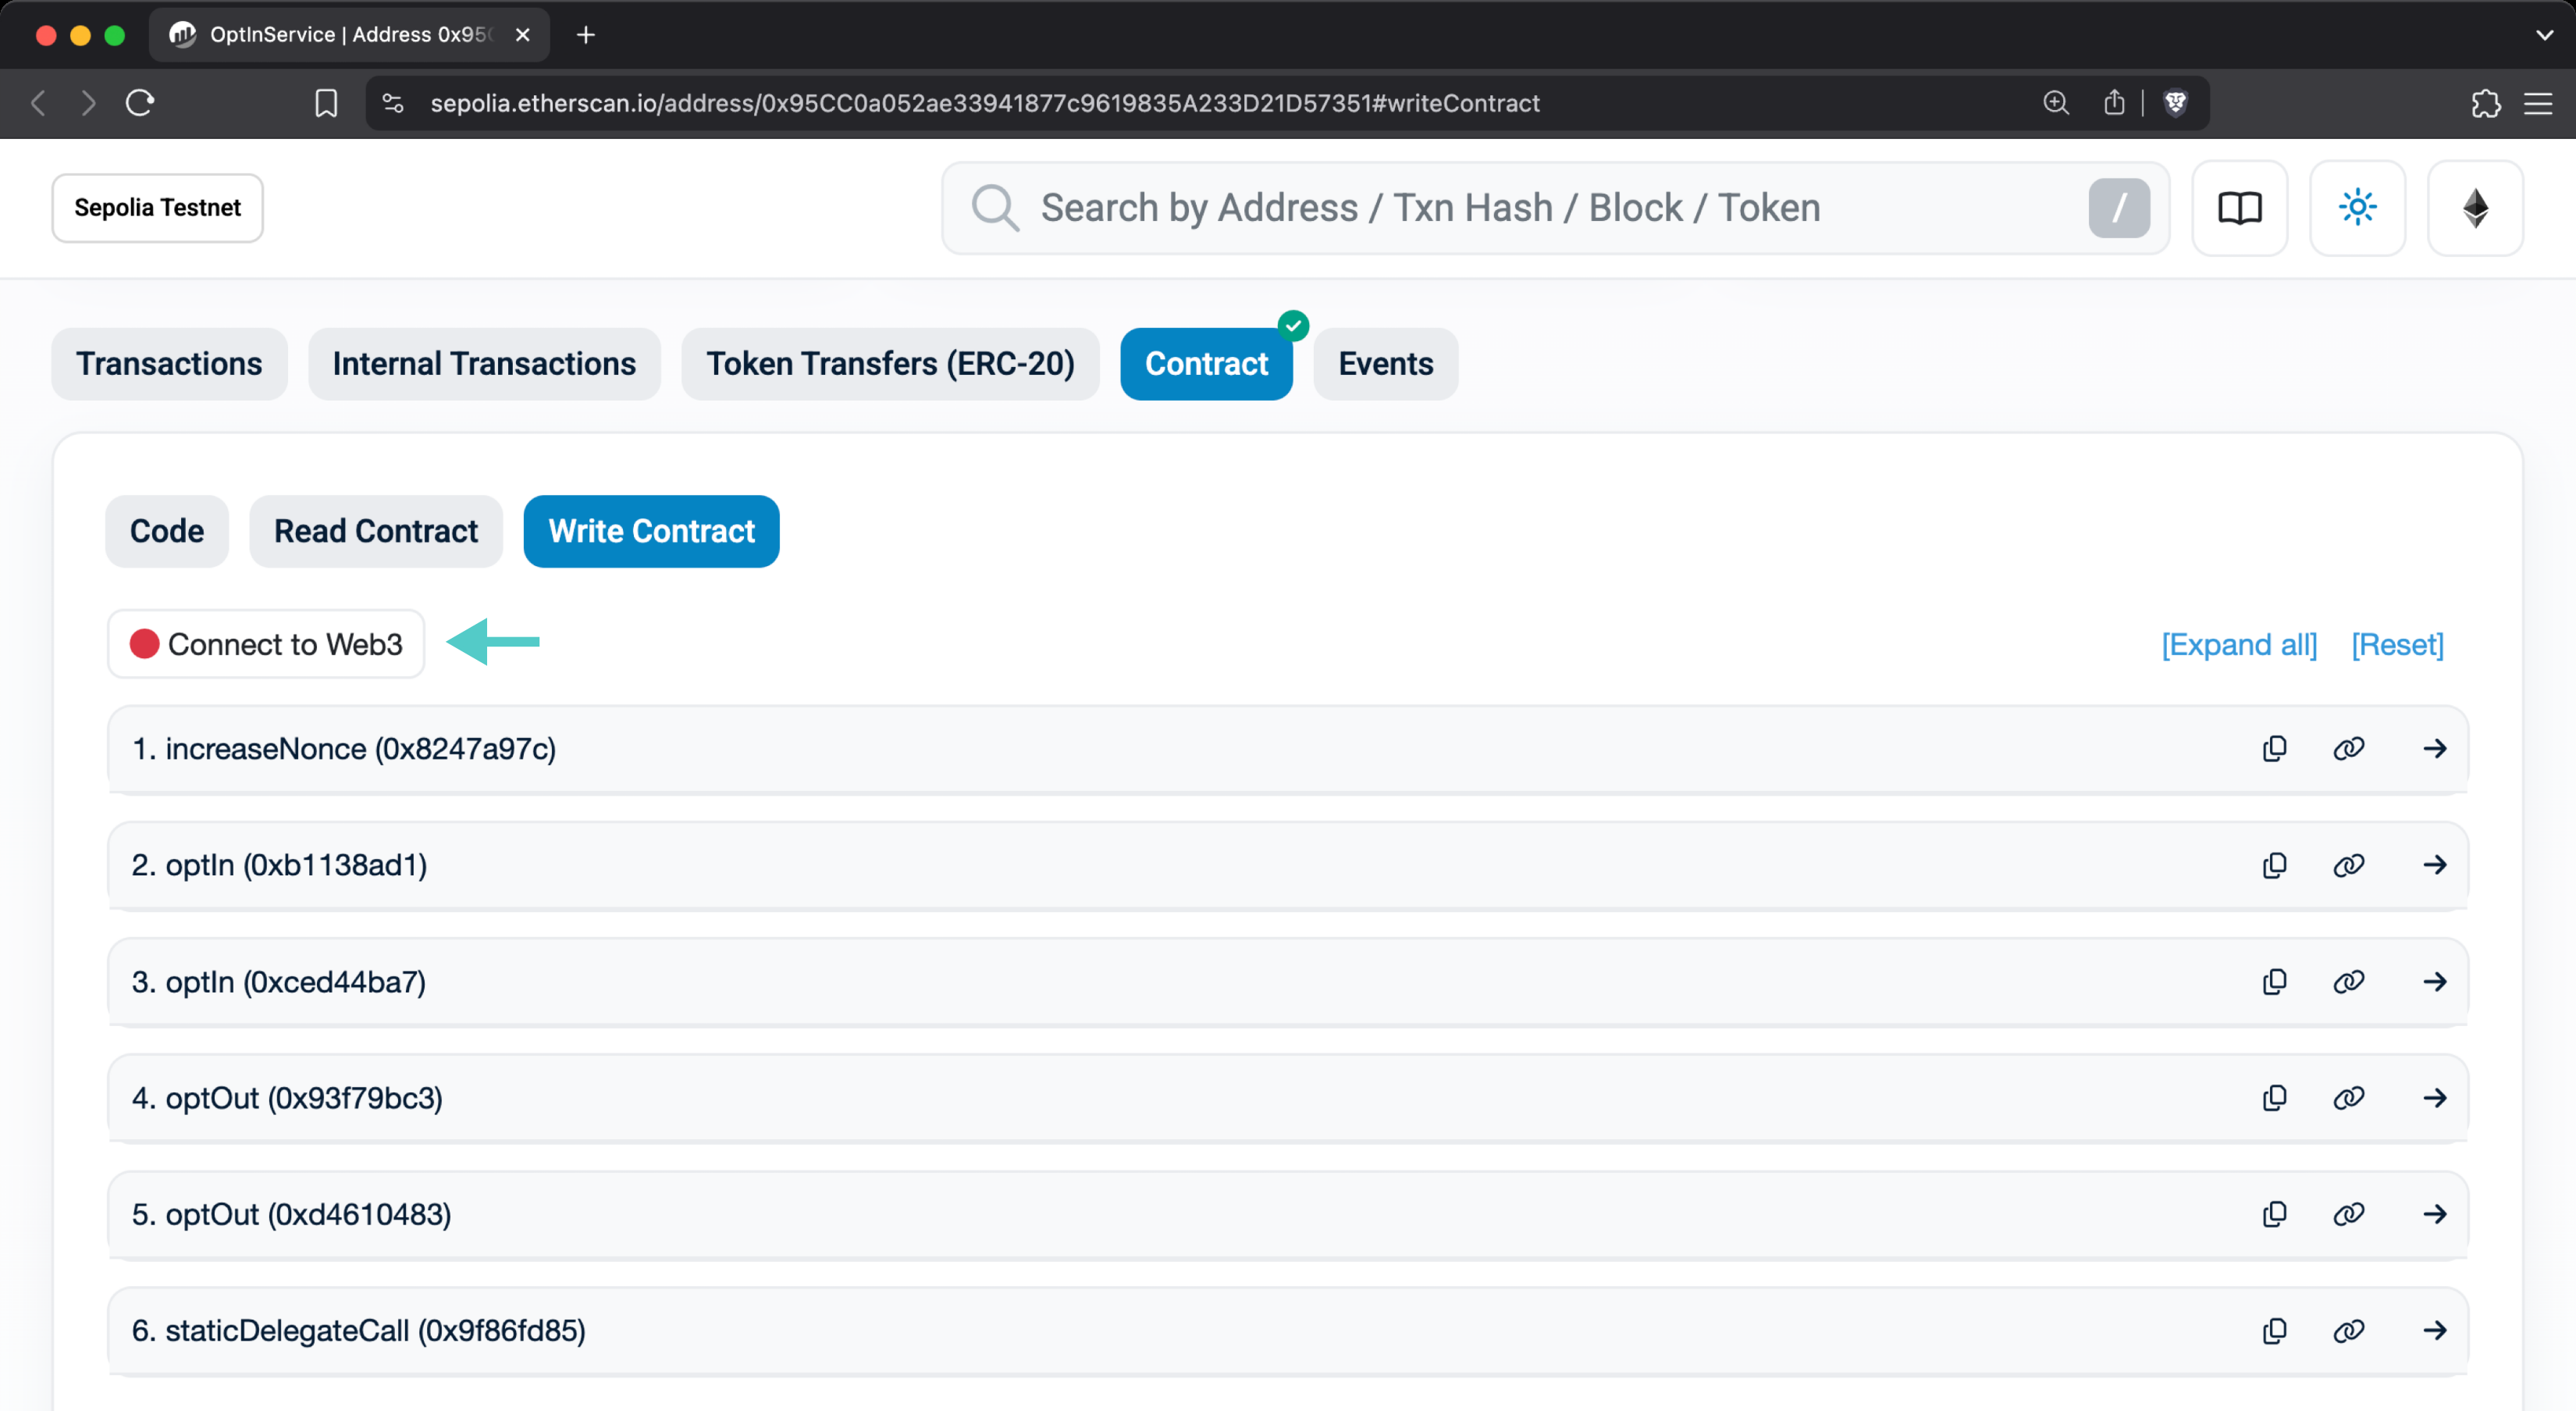 OptInService | Address 0x950
sepolia.etherscan.io/address/0x95CC0a052ae33941877c9619835A233D21D57351#writeContract
Sepolia Testnet
Search by Address / Txn Hash / Block / Token
/
Transactions
Internal Transactions
Token Transfers (ERC-20)
Contract
Events
Code
Read Contract
Write Contract
Connect to Web3
[Expand all]
[Reset]
1. increaseNonce (0x8247a97c)
2. optIn (0xb1138ad1)
3. optIn (0xced44ba7)
4. optOut (0x93f79bc3)
5. optOut (0xd4610483)
6. staticDelegateCall (0x9f86fd85)